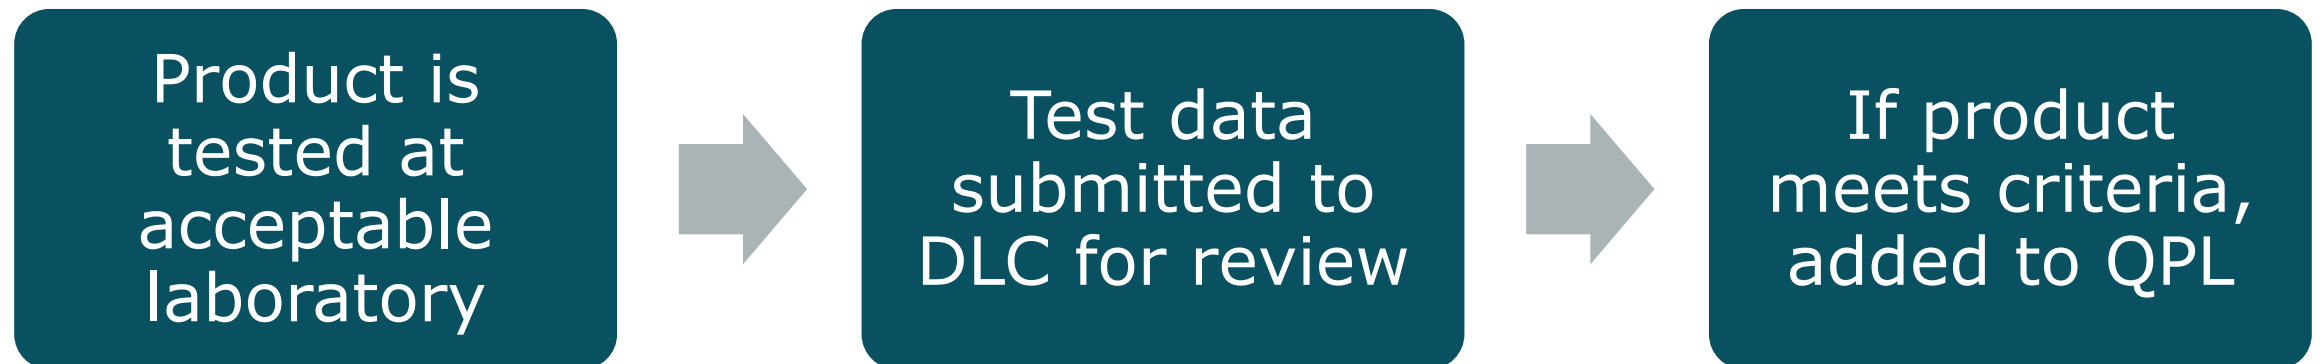 Product is
tested at
acceptable
laboratory
Test data
submitted to
DLC for review
If product
meets criteria,
added to QPL